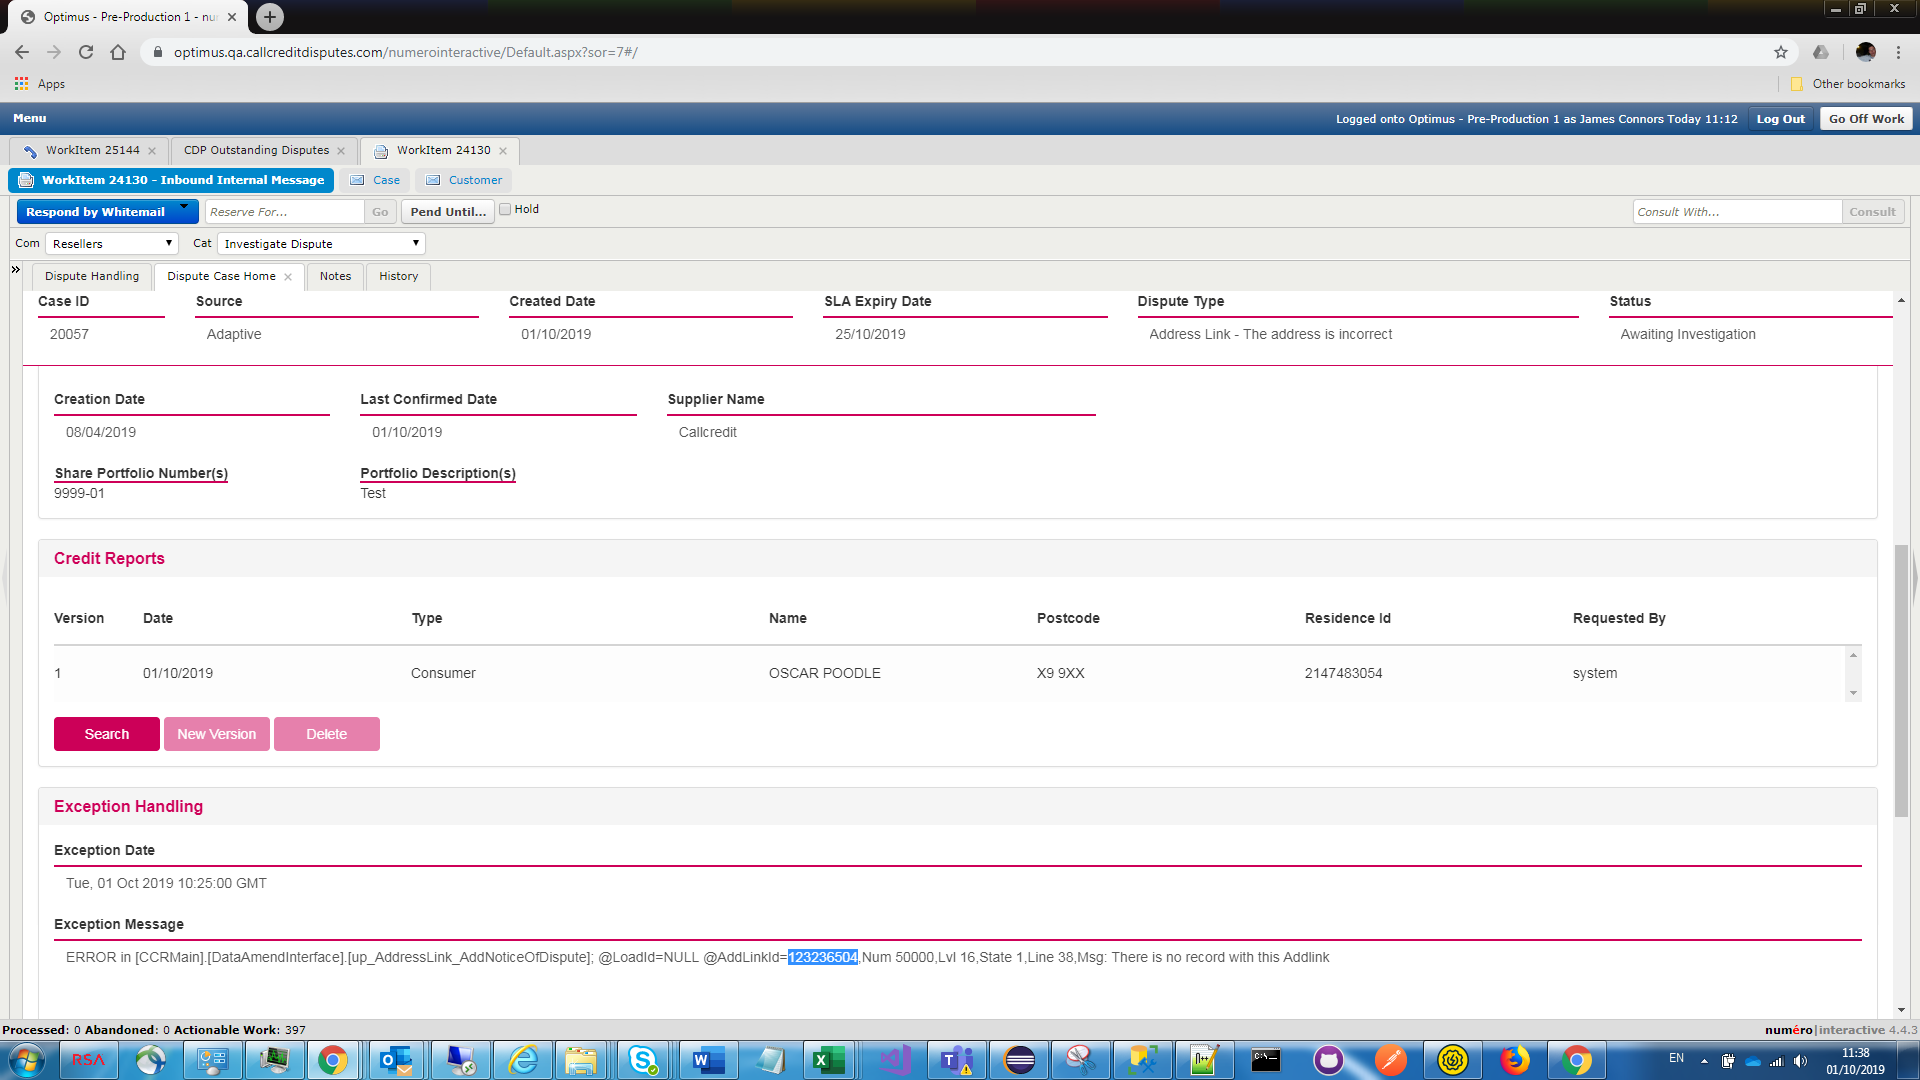 Optimus - Pre-Production 1 - nu
optimus.qa.callcreditdisputes.com/numerointeractive/Default.aspx?sor=7#/
Apps
Other bookmarks
Menu
Logged onto Optimus - Pre-Production 1 as James Connors Today 11:12
Log Out
Go Off Work
WorkItem 25144
CDP Outstanding Disputes
WorkItem 24130
WorkItem 24130 - Inbound Internal Message
Case
Customer
Respond by Whitemail
Reserve For...
Go
Pend Until...
Hold
Consult With...
Consult
Com
Resellers
Cat
Investigate Dispute
Dispute Handling
Dispute Case Home
Notes
History
Case ID
Source
Created Date
SLA Expiry Date
Dispute Type
Status
20057
Adaptive
01/10/2019
25/10/2019
Address Link - The address is incorrect
Awaiting Investigation
Creation Date
Last Confirmed Date
Supplier Name
08/04/2019
01/10/2019
Callcredit
Share Portfolio Number(s)
Portfolio Description(s)
9999-01
Test
Credit Reports
Version
Date
Type
Name
Postcode
Residence Id
Requested By
1
01/10/2019
Consumer
OSCAR POODLE
X9 9XX
2147483054
system
Search
New Version
Delete
Exception Handling
Exception Date
Tue, 01 Oct 2019 10:25:00 GMT
Exception Message
ERROR in [CCRMain].[DataAmendInterface].[up_AddressLink_AddNoticeOfDispute]; @LoadId=NULL @AddLinkId=123236504,Num 50000,Lvl 16,State 1,Line 38,Msg: There is no record with this Addlink
Processed: 0 Abandoned: 0 Actionable Work: 397
numéro|interactive 4.4.3
RSA
EN
11:38
01/10/2019